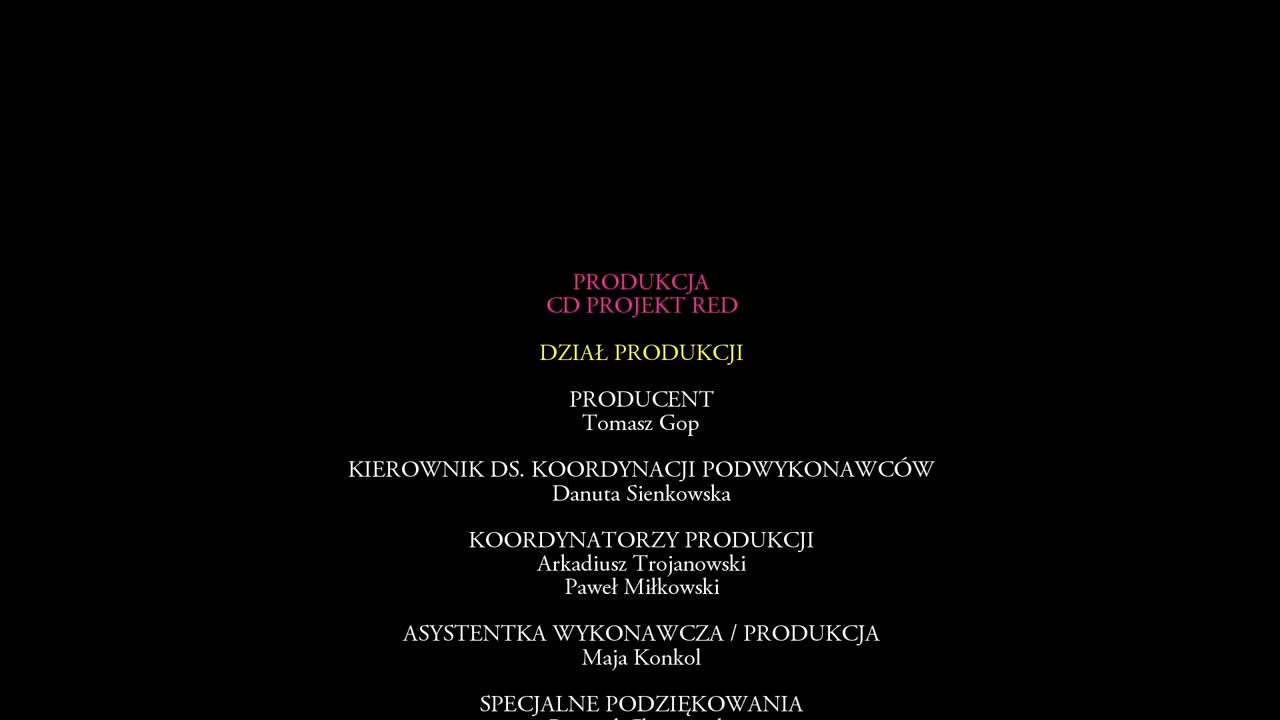 PRODUKCJA
CD PROJEKT RED
DZIAŁ PRODUKCJI
PRODUCENT
Tomasz Gop
KIEROWNIK DS. KOORDYNACJI PODWYKONAWCÓW
Danuta Sienkowska
KOORDYNATORZY PRODUKCJI
Arkadiusz Trojanowski
Paweł Miłkowski
ASYSTENTKA WYKONAWCZA / PRODUKCJA
Maja Konkol
SPECJALNE PODZIĘKOWANIA